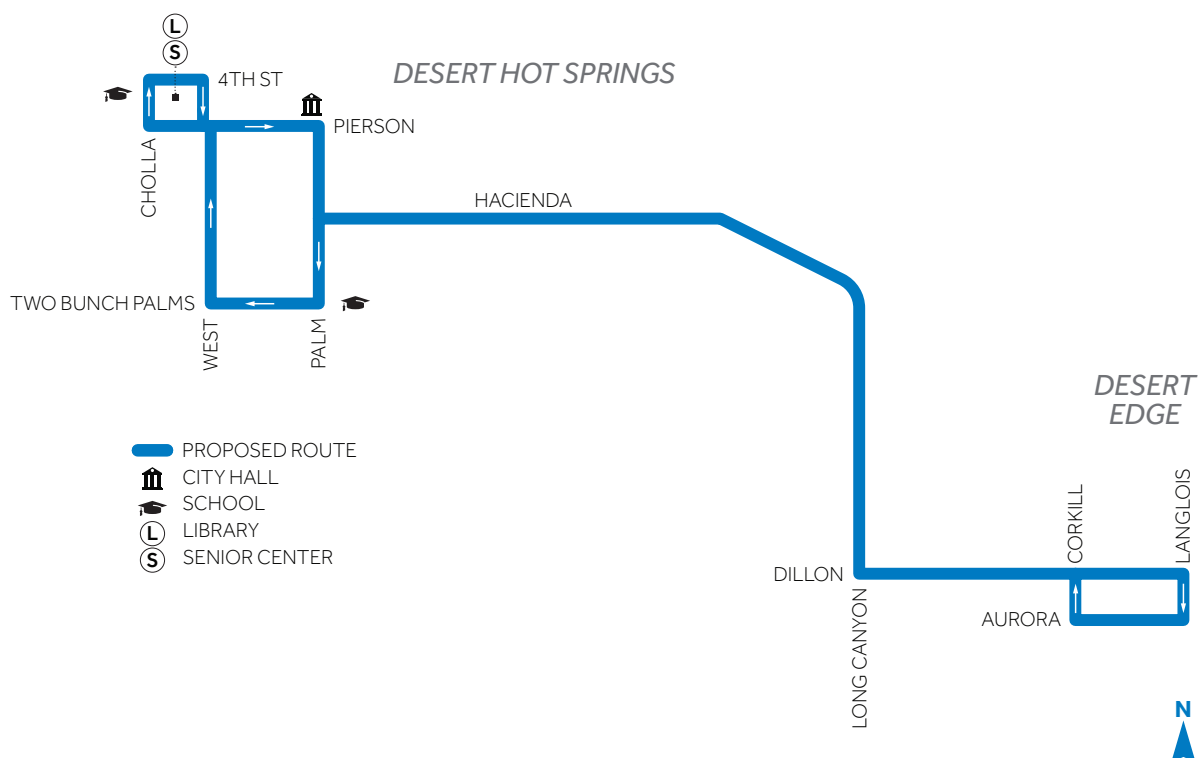 L
S
4TH ST
DESERT HOT SPRINGS
PIERSON
CHOLLA
HACIENDA
TWO BUNCH PALMS
WEST
PALM
DESERT
EDGE
PROPOSED ROUTE
CITY HALL
SCHOOL
L LIBRARY
S SENIOR CENTER
CORKILL
LANGLOIS
DILLON
LONG CANYON
AURORA
N